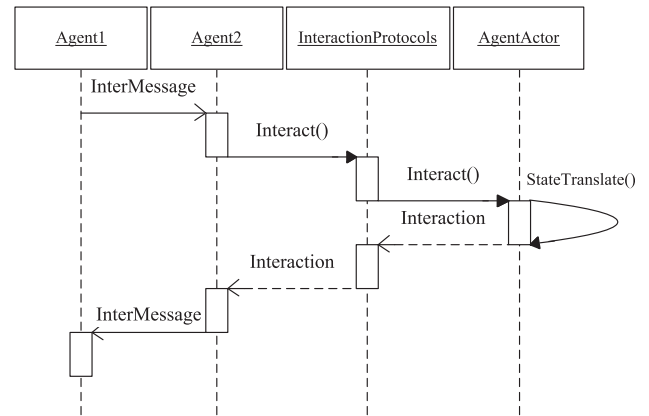 Agent1
Agent2
InteractionProtocols
AgentActor
InterMessage
Interact()
Interact()
StateTranslate()
Interaction
Interaction
InterMessage